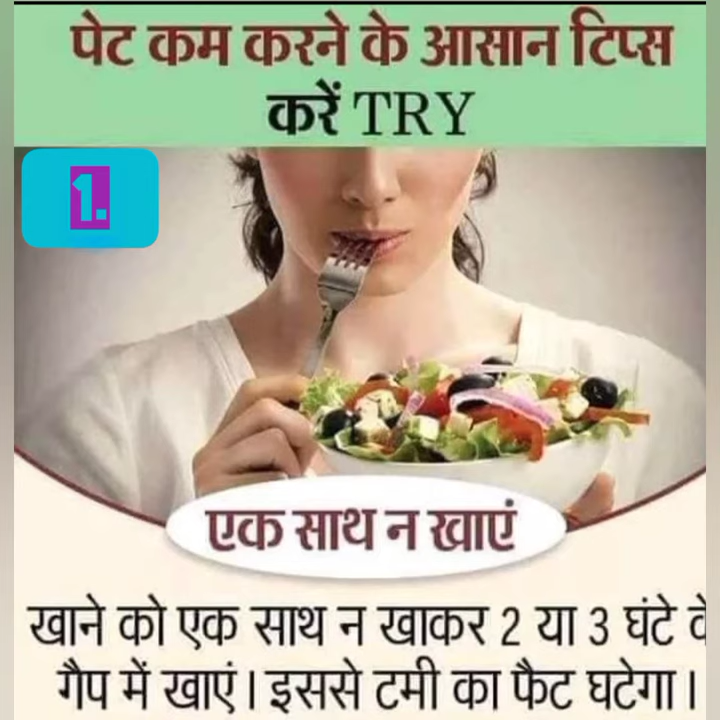 पेट कम करने के आसान टिप्स
करें TRY
1.
एक साथ न खाएं
खाने को एक साथ न खाकर 2 या 3 घंटे के
गैप में खाएं। इससे टमी का फैट घटेगा।